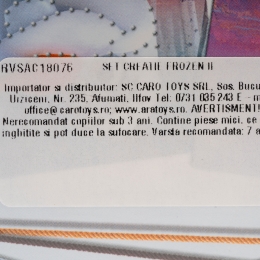 RVSAC18076 SET CREATIE FROZEN II
Importator si distribuitor: SC CARO TOYS SRL, Sos. Bucu
Urziceni, Nr. 235, Afumati, Ilfov Tel: 0731 035 243 E - m
office@carotoys.ro; www.aratoys.ro. AVERTISMENT!
Nerecomandat copiilor sub 3 ani. Contine piese mici, ce
inghitite si pot duce la sufocare. Varsta recomandata: 7 a